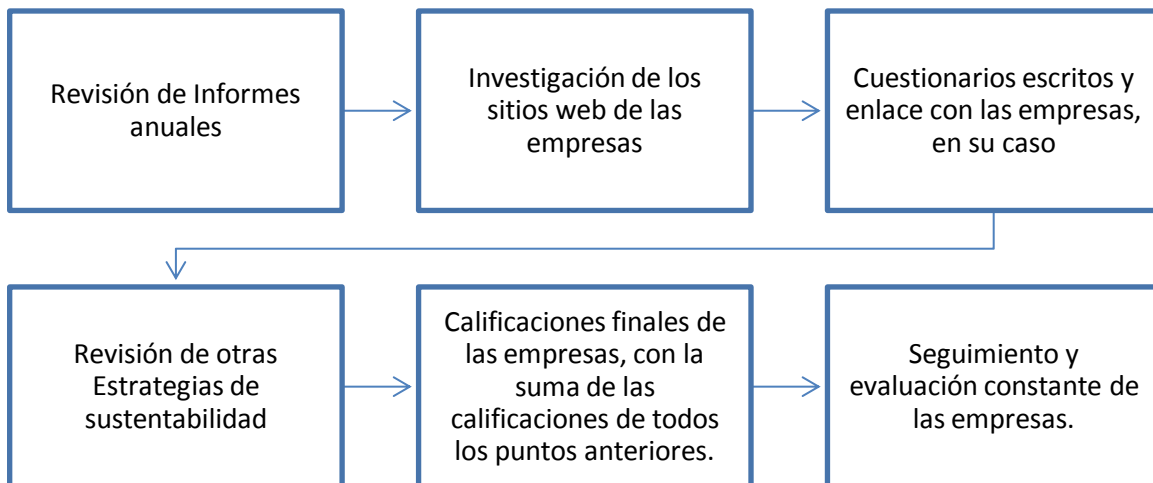 Revisión de Informes
anuales
Investigación de los
sitios web de las
empresas
Cuestionarios escritos y
enlace con las empresas,
en su caso
Revisión de otras
Estrategias de
sustentabilidad
Calificaciones finales de
las empresas, con la
suma de las
calificaciones de todos
los puntos anteriores.
Seguimiento y
evaluación constante de
las empresas.